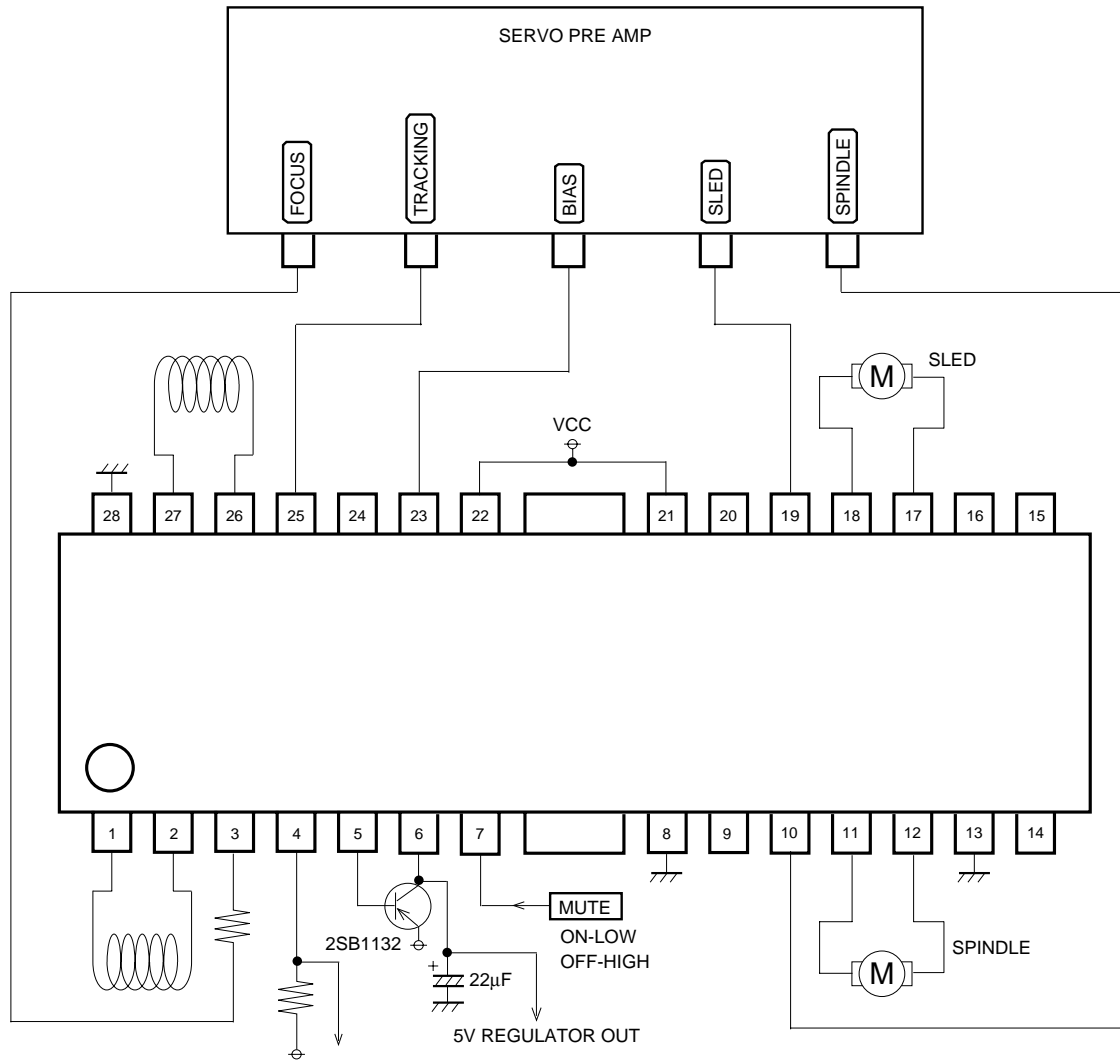 SERVO PRE AMP
FOCUS
TRACKING
BIAS
SLED
SPINDLE
M
SLED
VCC
28
27
26
25
24
23
22
21
20
19
18
17
16
15
1
2
3
4
5
6
7
8
9
10
11
12
13
14
MUTE
2SB1132
ON-LOW
OFF-HIGH
SPINDLE
M
+
22µF
5V REGULATOR OUT